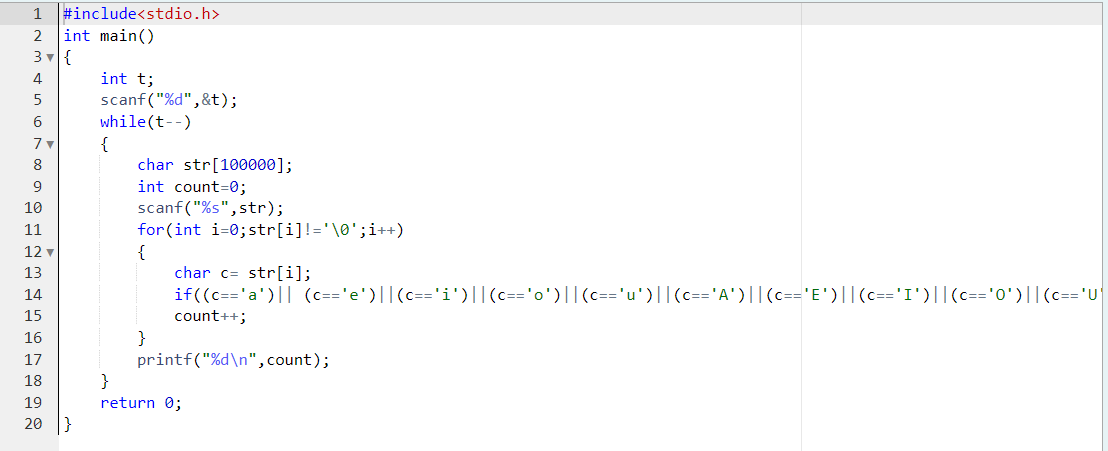 1 #include<stdio.h>
2 int main()
3 {
4 int t;
5 scanf("%d",&t);
6 while(t--)
7 {
8 char str[100000];
9 int count=0;
10 scanf("%s",str);
11 for(int i=0;str[i]!='\0';i++)
12 {
13 char c= str[i];
14 if((c=='a')|| (c=='e')||(c=='i')||(c=='o')||(c=='u')||(c=='A')||(c=='E')||(c=='I')||(c=='O')||(c=='U'
15 count++;
16 }
17 printf("%d\n",count);
18 }
19 return 0;
20 }